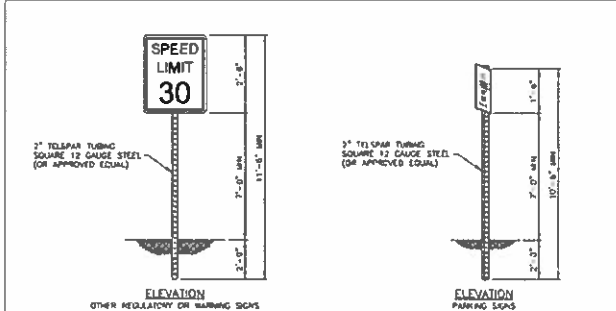 SPEED
LIMIT
30
2'-6"
7'-0" MIN
2'-0"
11'-6" MIN
2" TELSPAR TUBING
SQUARE 12 GAUGE STEEL
(OR APPROVED EQUAL)
ELEVATION
OTHER REGULATORY OR WARNING SIGNS
1'-6"
7'-0" MIN
2'-0"
10'-6" MIN
2" TELSPAR TUBING
SQUARE 12 GAUGE STEEL
(OR APPROVED EQUAL)
ELEVATION
PARKING SIGNS